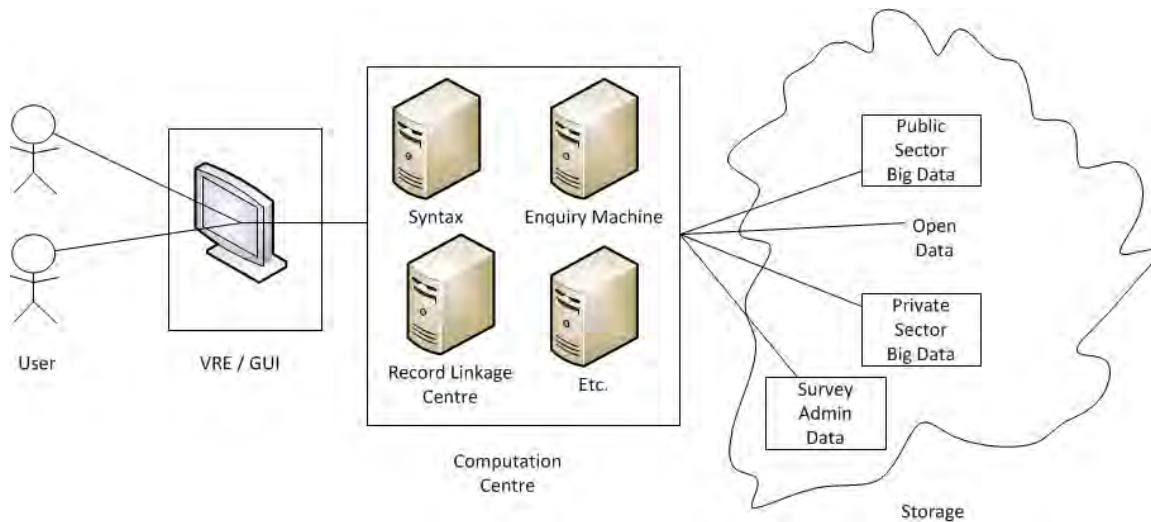 User
VRE / GUI
Syntax
Enquiry Machine
Record Linkage
Centre
Etc.
Computation
Centre
Public
Sector
Big Data
Open
Data
Private
Sector
Big Data
Survey
Admin
Data
Storage